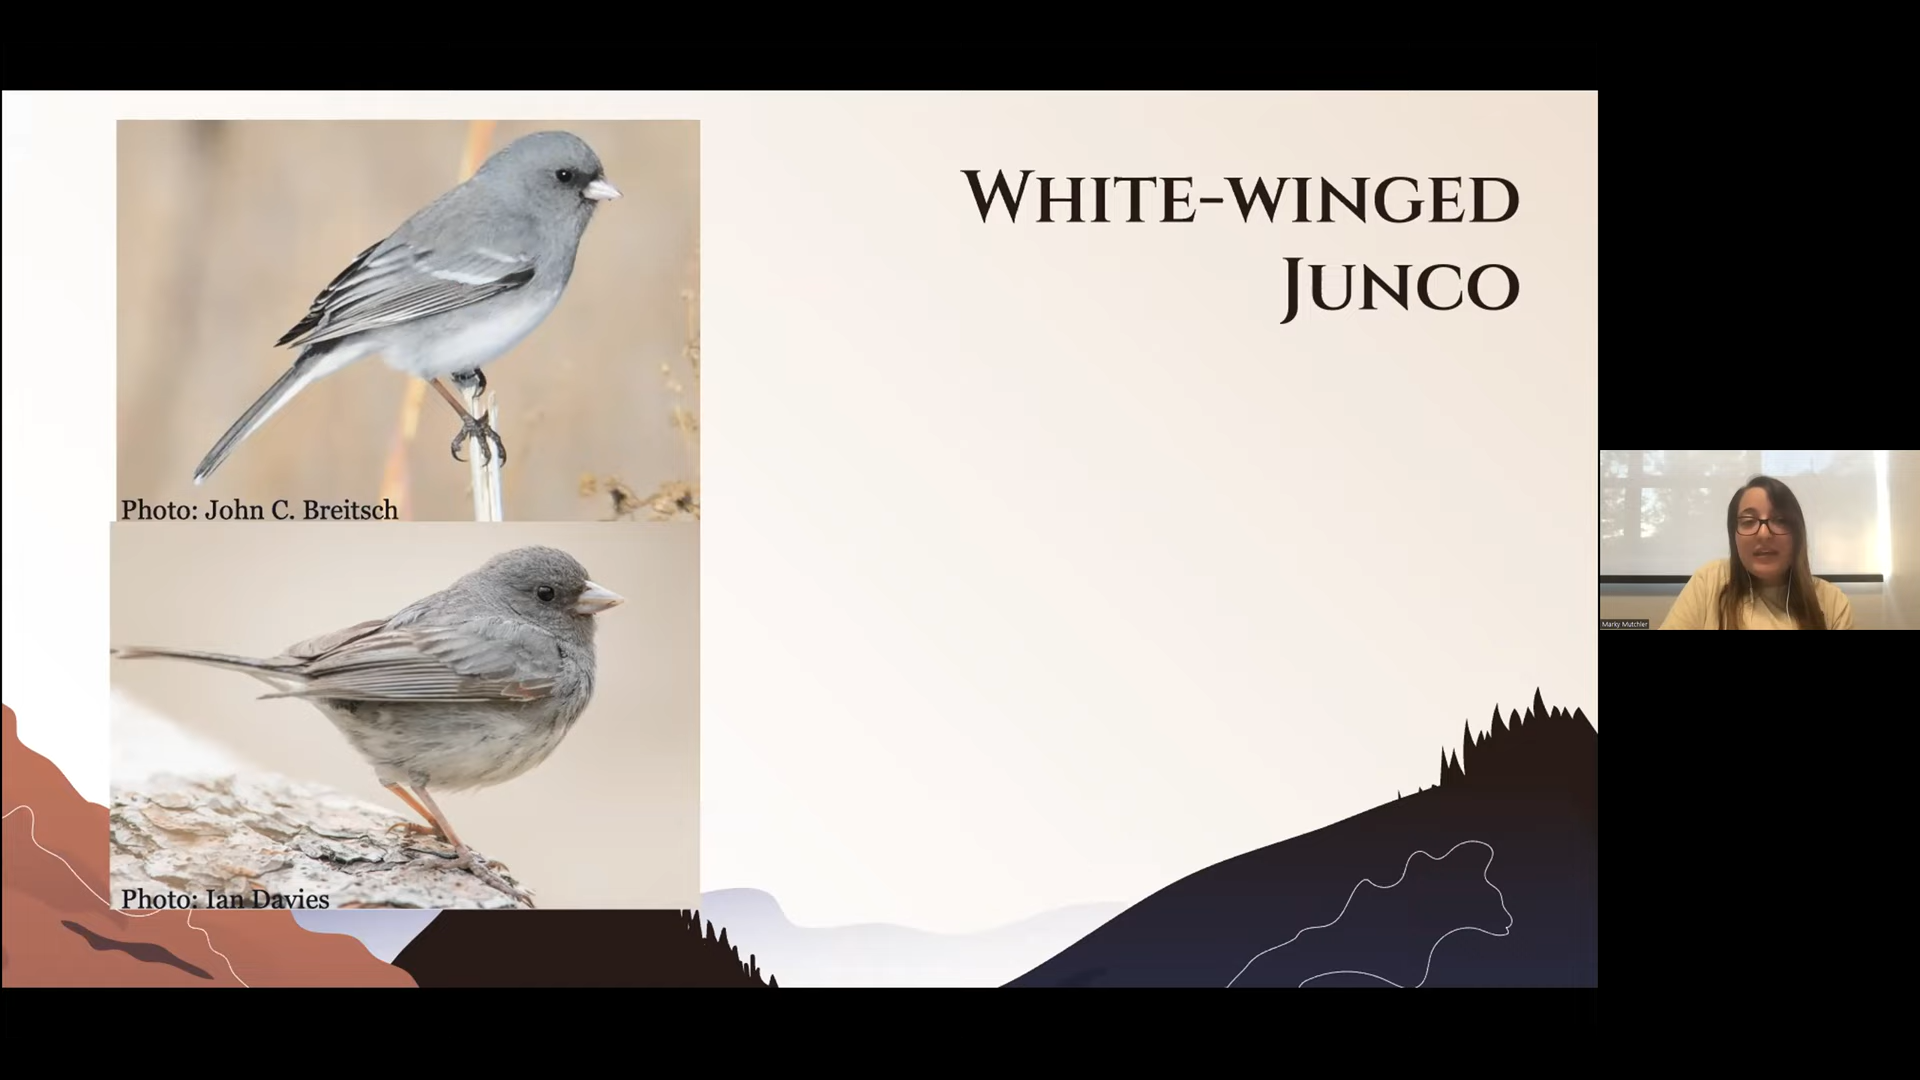 White-winged
Junco
Photo: John C. Breitsch
Photo: Ian Davies
Marky Mutchler